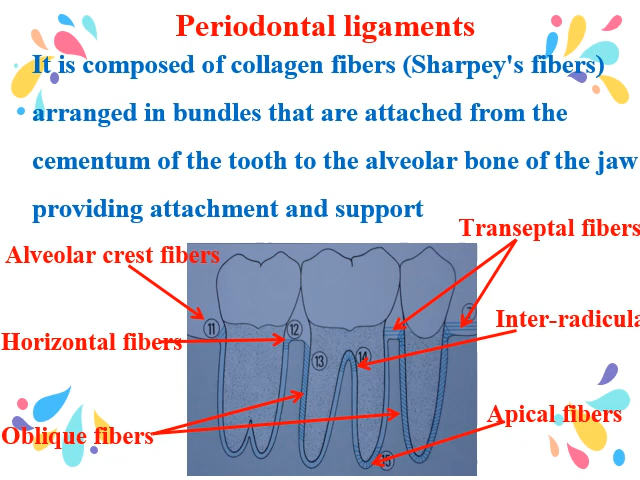 Periodontal ligaments
It is composed of collagen fibers (Sharpey's fibers)
• arranged in bundles that are attached from the
cementum of the tooth to the alveolar bone of the jaw
providing attachment and support
Transeptal fibers
Alveolar crest fibers
11
12
Inter-radicula
Horizontal fibers
13
14
Apical fibers
Oblique fibers
15